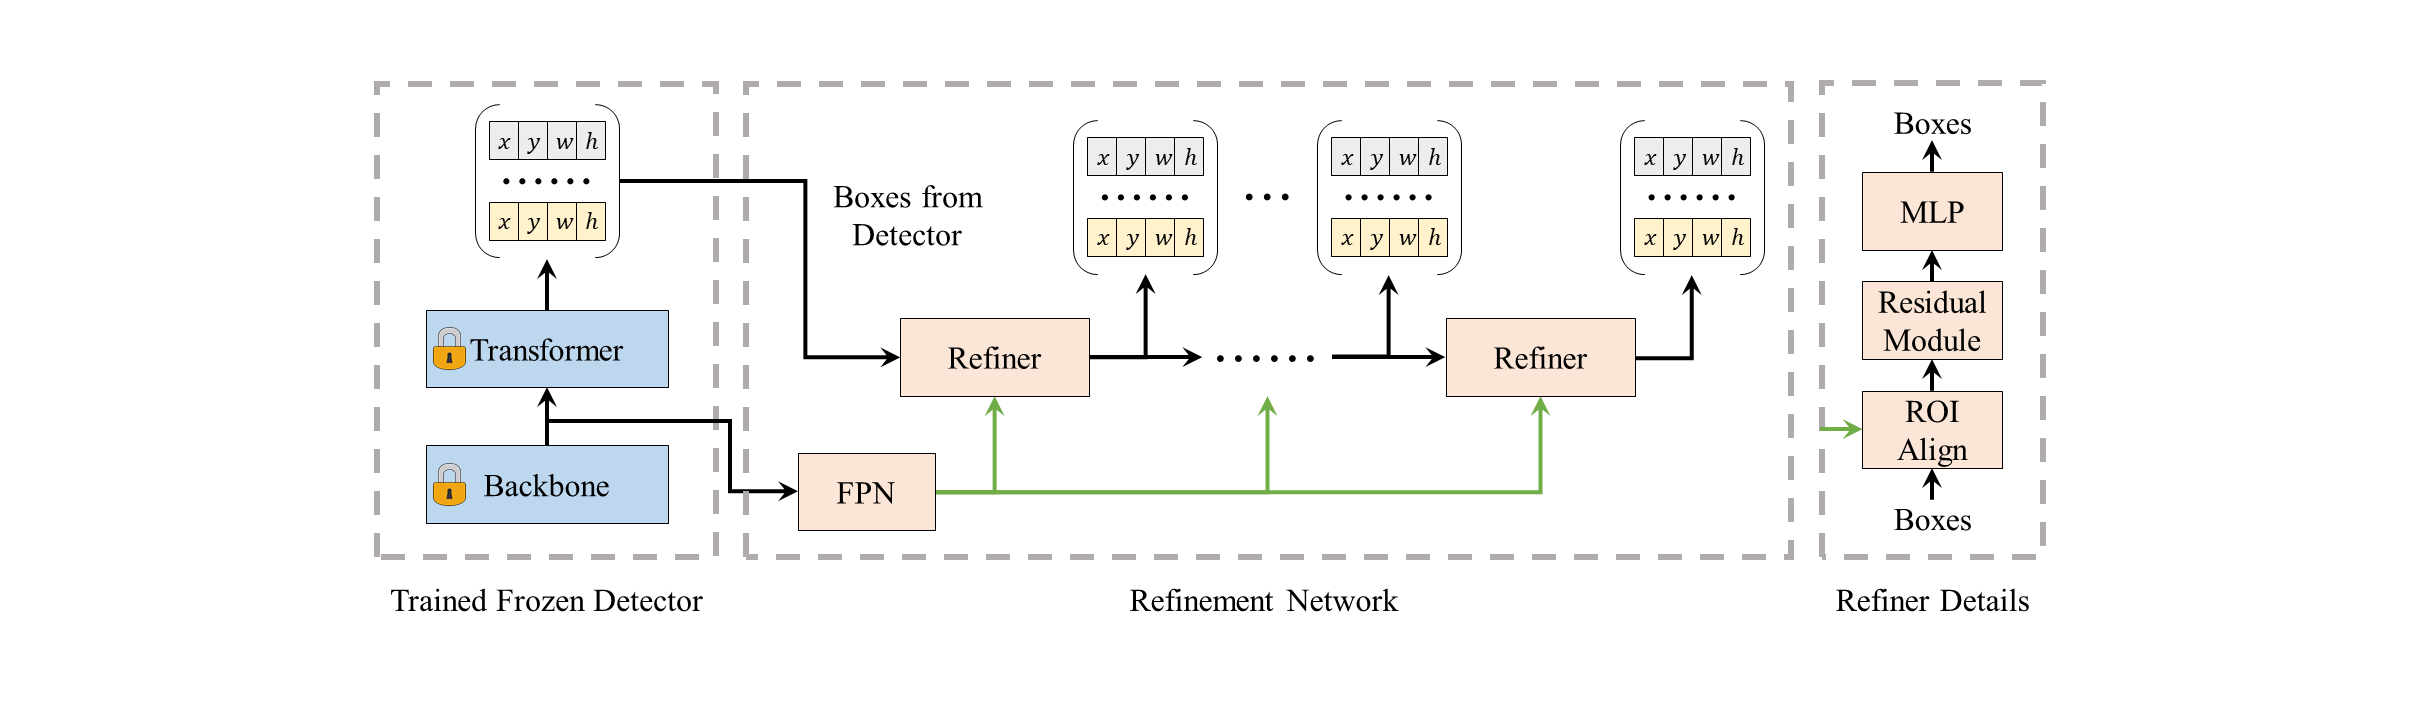 x y w h
......
x y w h
Transformer
Backbone
Trained Frozen Detector
Boxes from
Detector
x y w h
......
x y w h
...
x y w h
......
x y w h
x y w h
......
x y w h
Refiner
......
Refiner
FPN
Refinement Network
Boxes
MLP
Residual
Module
ROI
Align
Boxes
Refiner Details